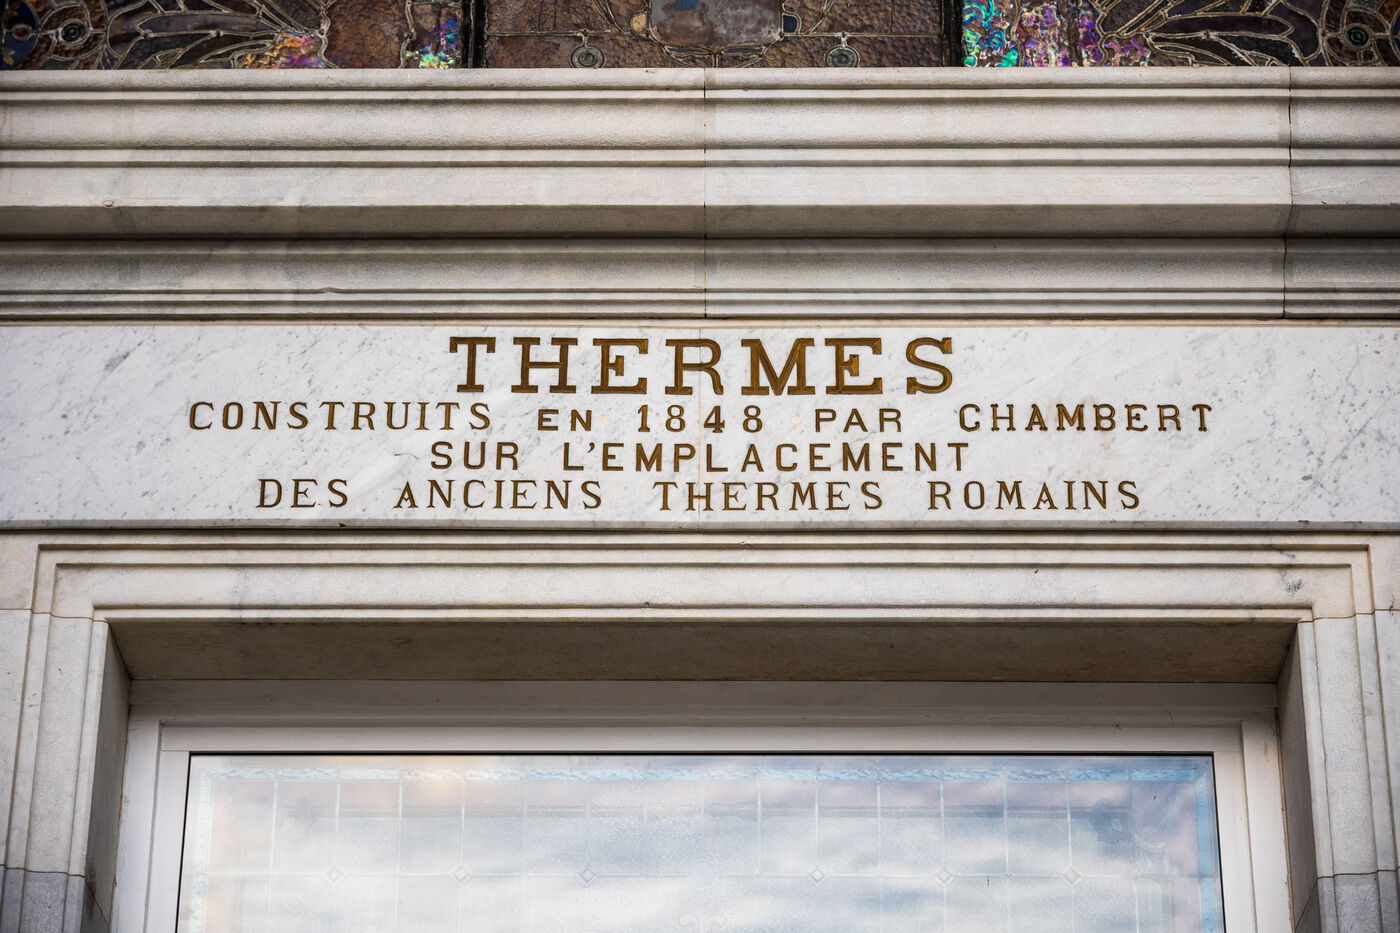 THERMES
CONSTRUITS EN 1848 PAR CHAMBERT
SUR L'EMPLACEMENT
DES ANCIENS THERMES ROMAINS